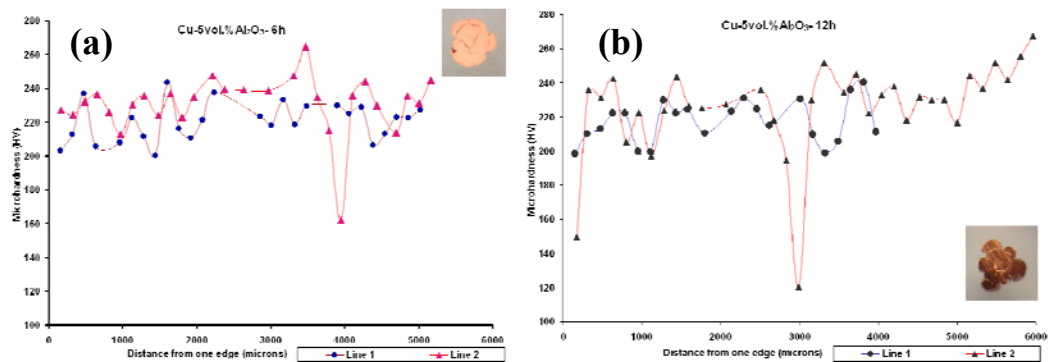 (a)
Cu-5vol.%Al₂O₃- 6h
Microhardness (HV)
280
260
240
220
200
180
160
140
120
100
0
1000
2000
3000
4000
5000
6000
Distance from one edge (microns)
Line 1
Line 2
(b)
Cu-5vol.%Al₂O₃- 12h
Microhardness (HV)
280
260
240
220
200
180
160
140
120
100
0
1000
2000
3000
4000
5000
6000
Distance from one edge (microns)
Line 1
Line 2